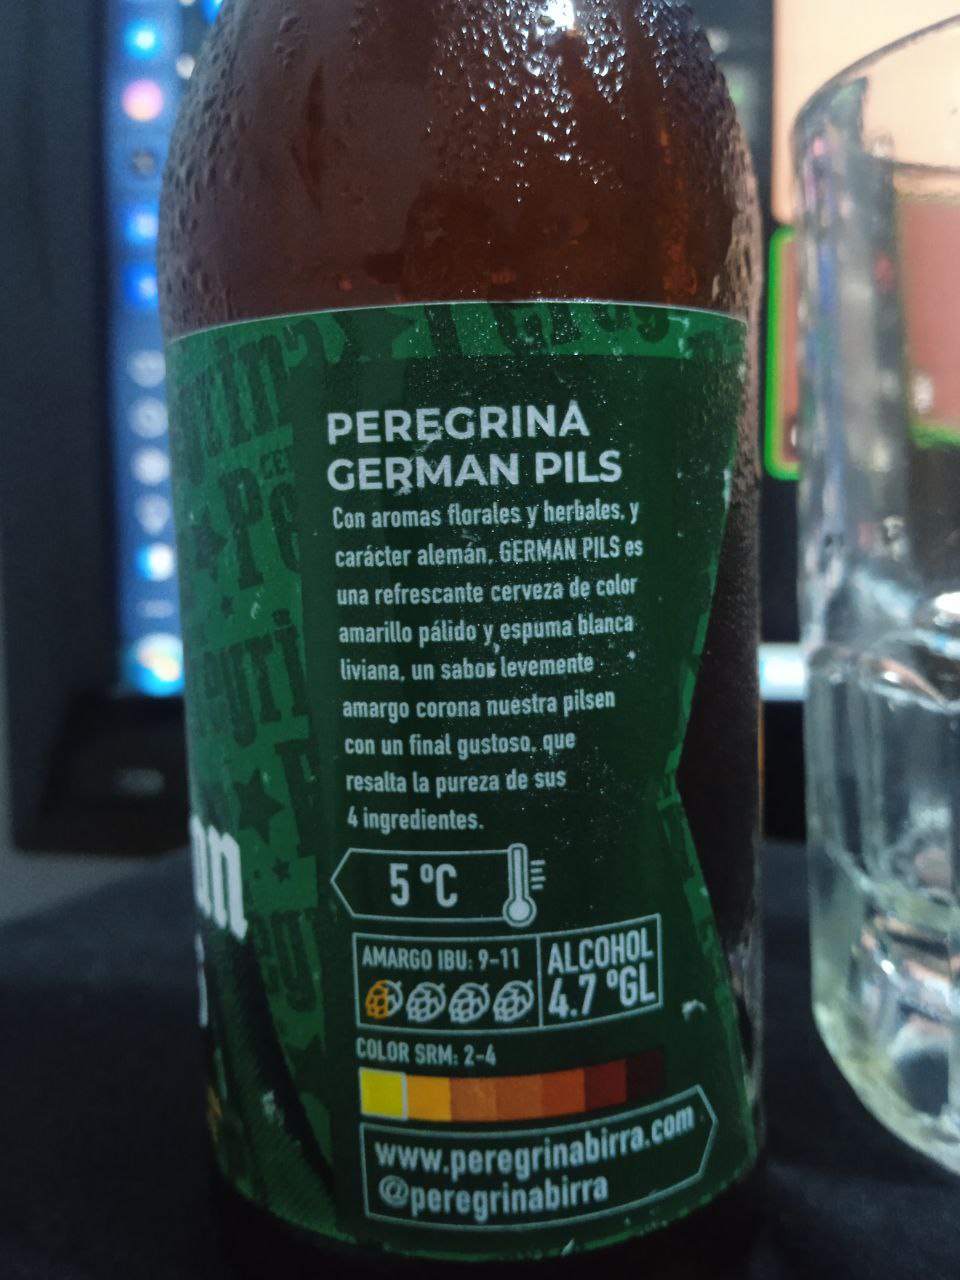 PEREGRINA
GERMAN PILS
Con aromas florales y herbales, y
carácter alemán, GERMAN PILS es
una refrescante cerveza de color
amarillo pálido y espuma blanca
liviana, un sabor levemente
amargo corona nuestra pilsen
con un final gustoso, que
resalta la pureza de sus
4 ingredientes.
5 ºC
AMARGO IBU: 9-11
ALCOHOL
4.7 ºGL
COLOR SRM: 2-4
www.peregrinabirra.com
@peregrinabirra